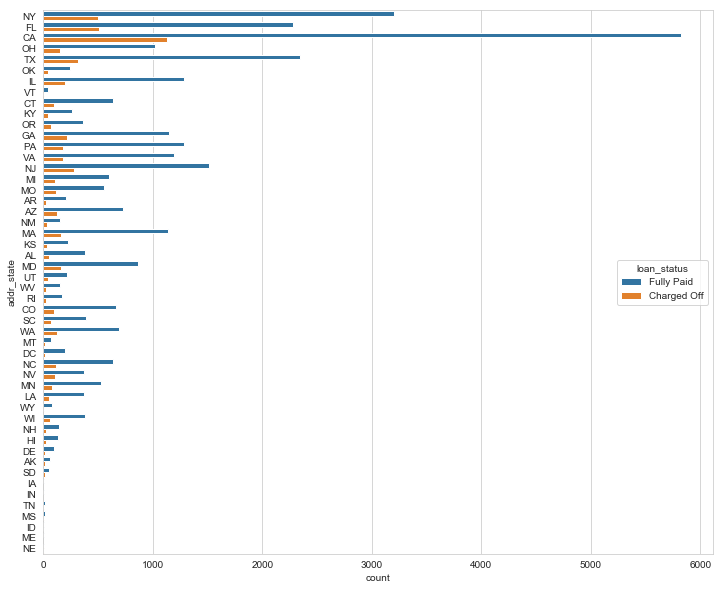 NY
FL
CA
OH
TX
OK
IL
VT
CT
KY
OR
GA
PA
VA
NJ
MI
MO
AR
AZ
NM
MA
KS
AL
MD
UT
WV
RI
CO
SC
WA
MT
DC
NC
NV
MN
LA
WY
WI
NH
HI
DE
AK
SD
IA
IN
TN
MS
ID
ME
NE
addr_state
loan_status
Fully Paid
Charged Off
0 1000 2000 3000 4000 5000 6000
count